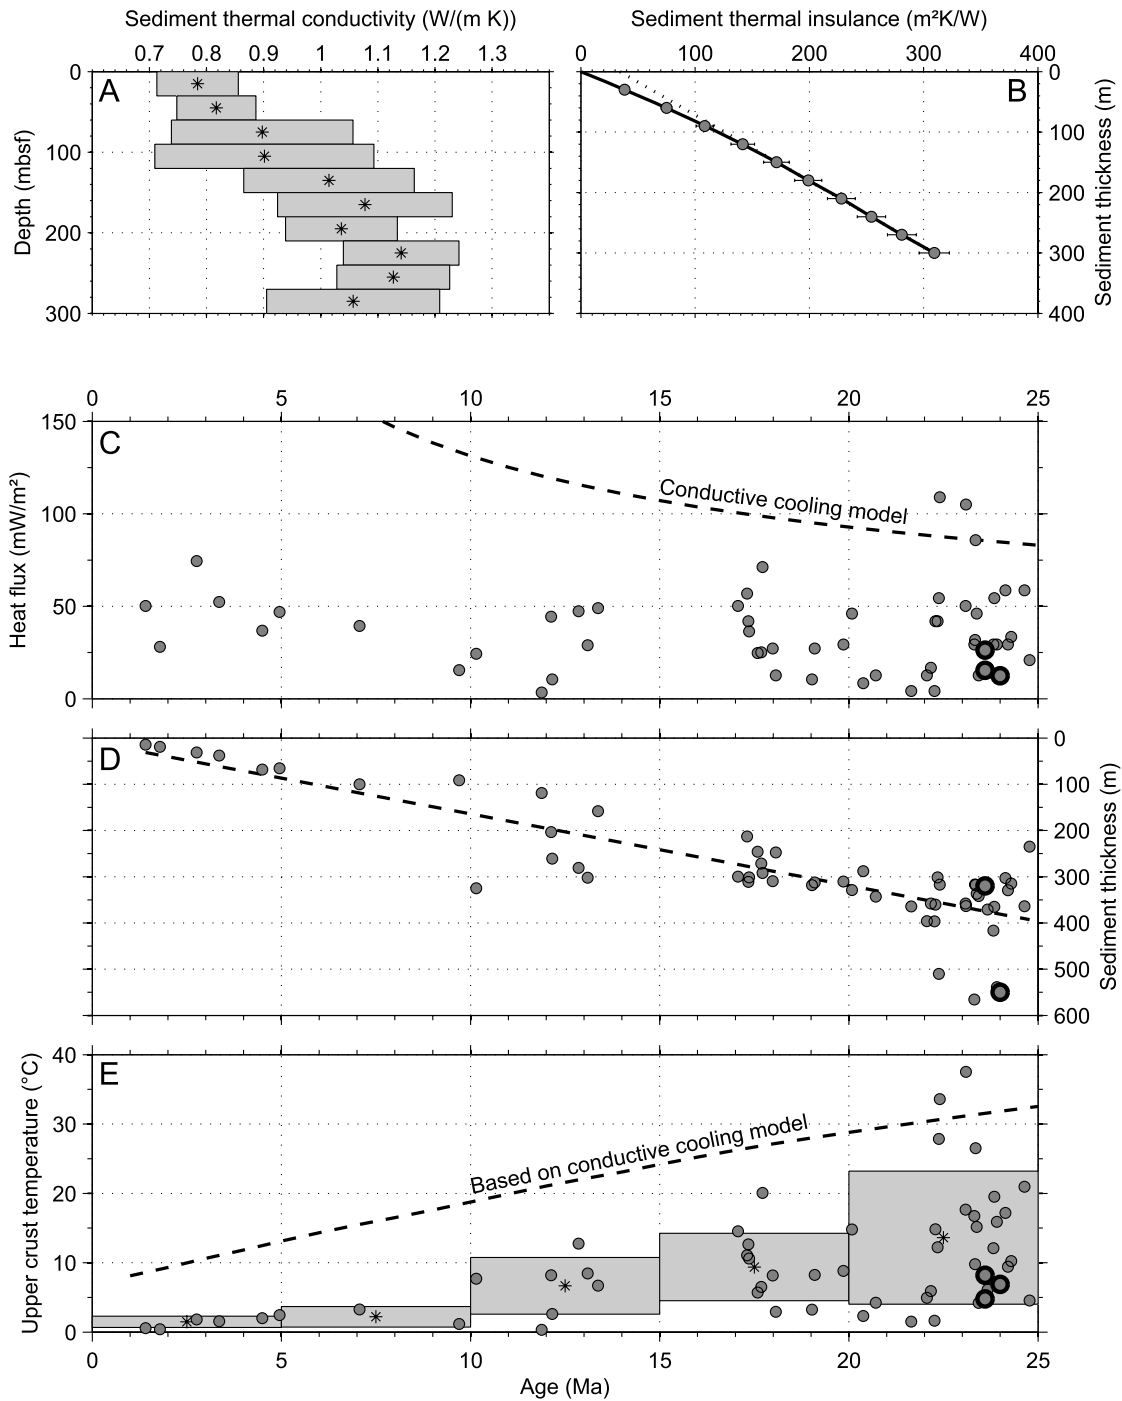 Sediment thermal conductivity (W/(m K))
0.7 0.8 0.9 1 1.1 1.2 1.3
0
100
200
300
Depth (mbsf)
A
Sediment thermal insulance (m²K/W)
0 100 200 300 400
0
100
200
300
400
Sediment thickness (m)
B
0 5 10 15 20 25
150
100
50
0
Heat flux (mW/m²)
C
Conductive cooling model
D
0
100
200
300
400
500
600
Sediment thickness (m)
40
30
20
10
0
Upper crust temperature (°C)
E
Based on conductive cooling model
0 5 10 15 20 25
Age (Ma)